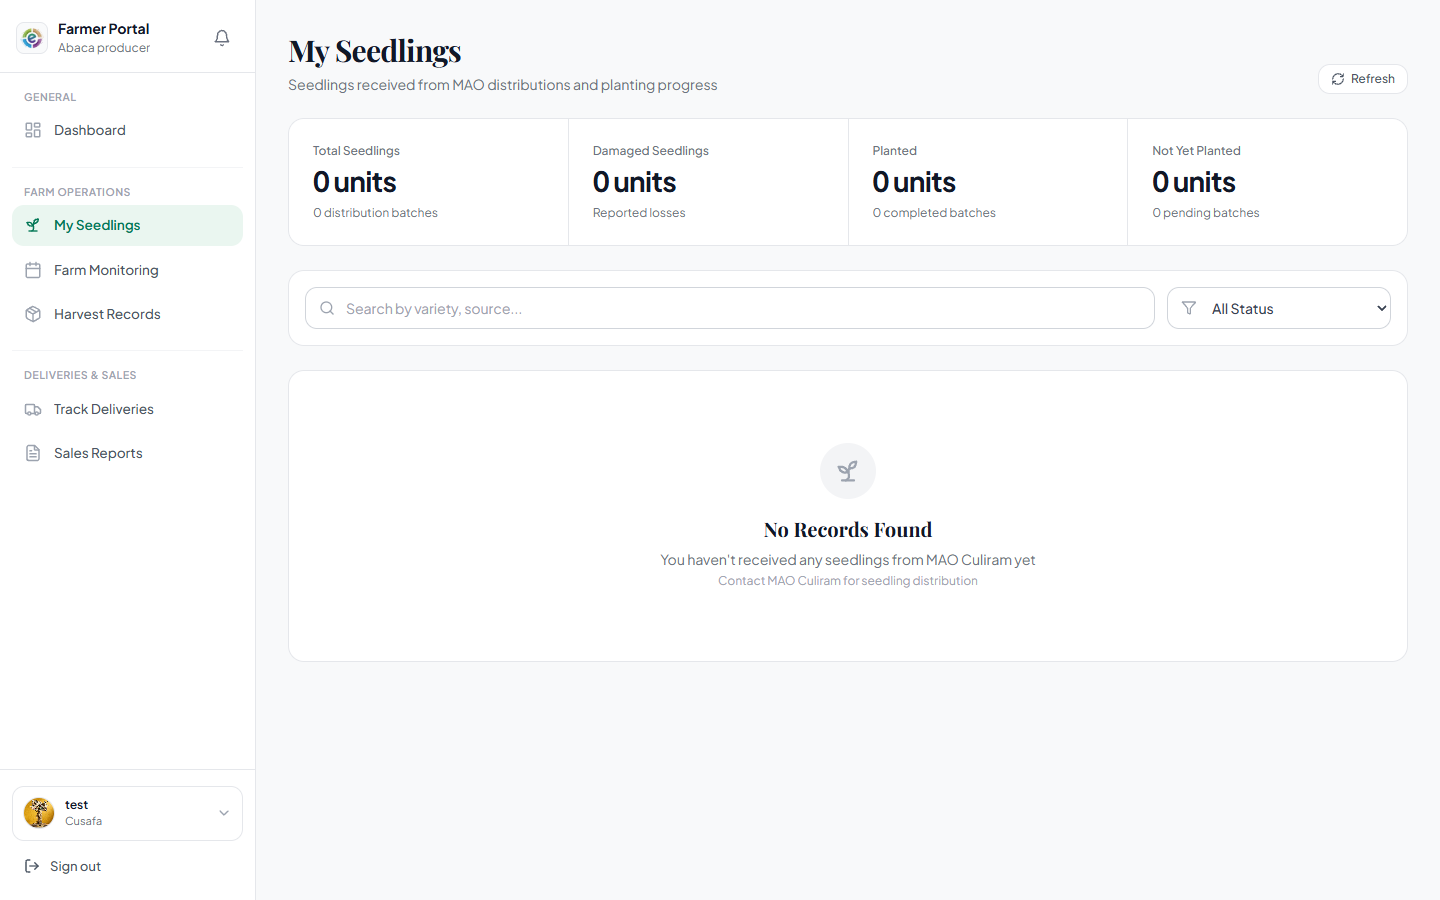 Farmer Portal
Abaca producer
GENERAL
Dashboard
FARM OPERATIONS
My Seedlings
Farm Monitoring
Harvest Records
DELIVERIES & SALES
Track Deliveries
Sales Reports
test
Cusafa
Sign out
My Seedlings
Seedlings received from MAO distributions and planting progress
Refresh
Total Seedlings
0 units
0 distribution batches
Damaged Seedlings
0 units
Reported losses
Planted
0 units
0 completed batches
Not Yet Planted
0 units
0 pending batches
Search by variety, source...
All Status
No Records Found
You haven't received any seedlings from MAO Culiram yet
Contact MAO Culiram for seedling distribution